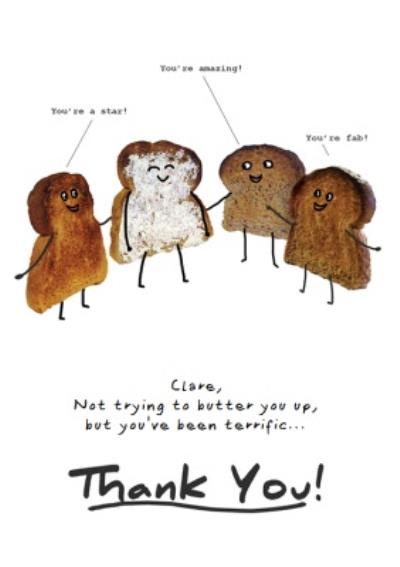 You're amazing!
You're a star!
You're fab!
Clare,
Not trying to butter you up,
but you've been terrific...
Thank You!